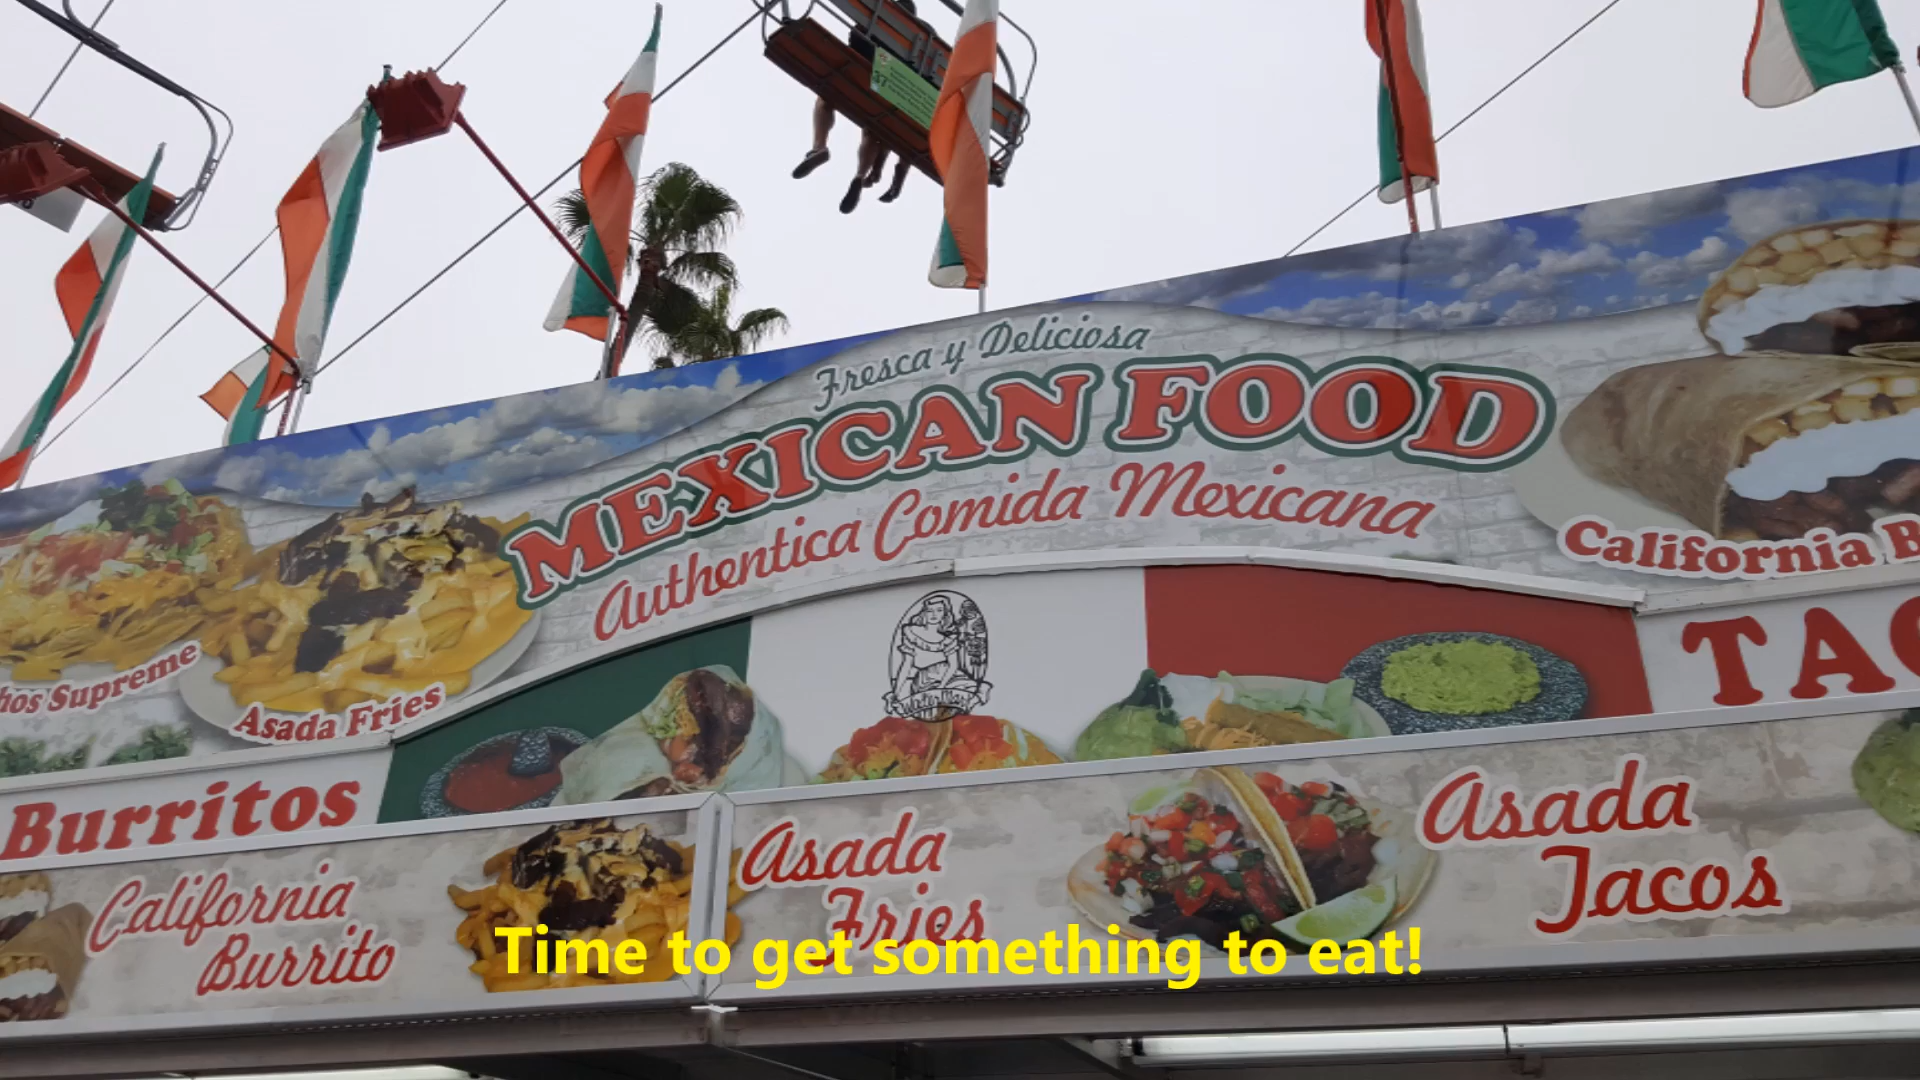 37
Fresca y Deliciosa
MEXICAN FOOD
Authentica Comida Mexicana
California B
hos Supreme
Asada Fries
TAC
Burritos
California
Burrito
Asada
Fries
Asada
Tacos
Time to get something to eat!